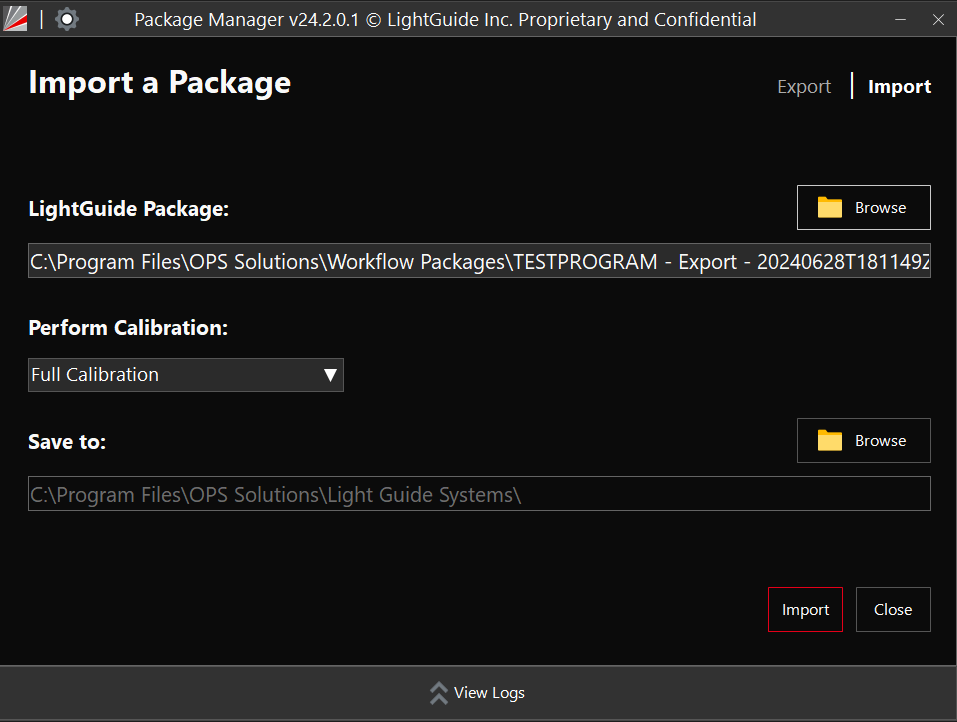 Package Manager v24.2.0.1 © LightGuide Inc. Proprietary and Confidential
Import a Package
Export | Import
LightGuide Package:
Browse
C:\Program Files\OPS Solutions\Workflow Packages\TESTPROGRAM - Export - 20240628T181149Z
Perform Calibration:
Full Calibration
Save to:
Browse
C:\Program Files\OPS Solutions\Light Guide Systems\
Import
Close
View Logs